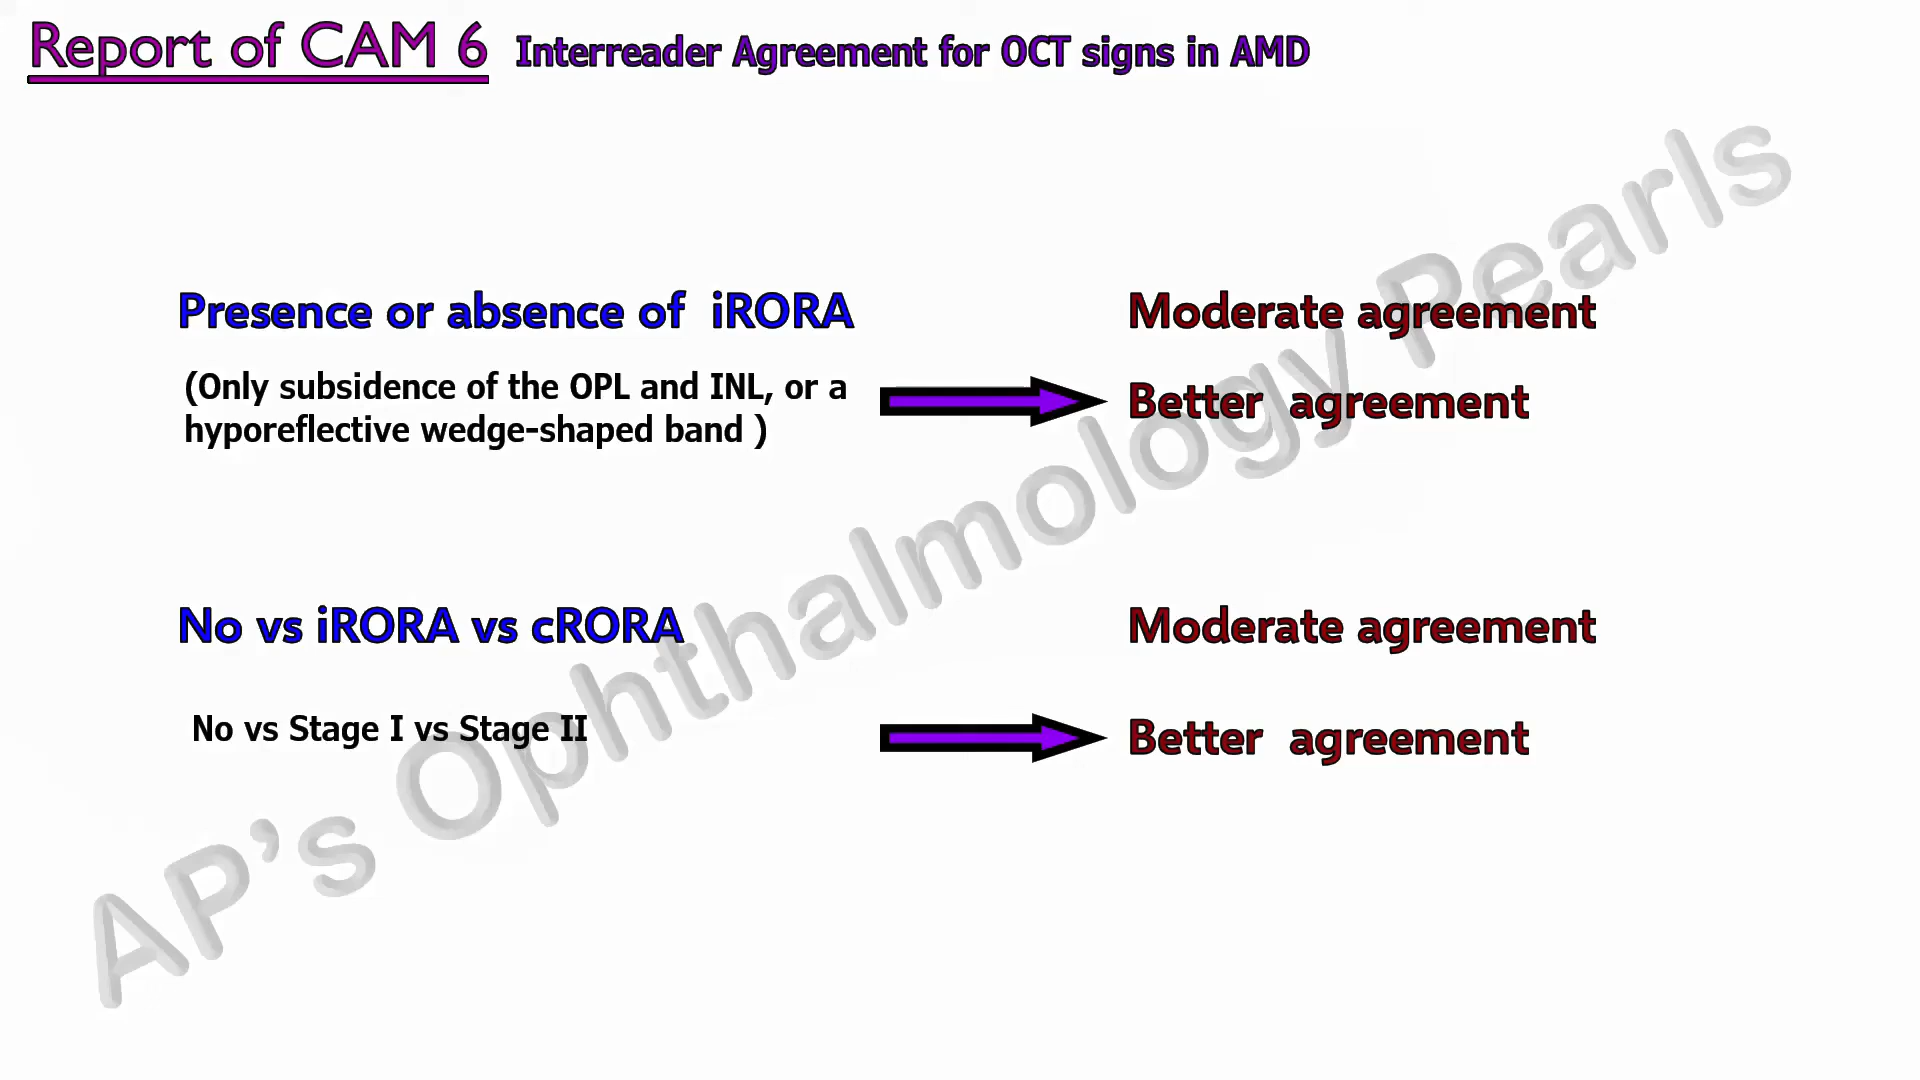 Report of CAM 6 Interreader Agreement for OCT signs in AMD
Presence or absence of iRORA Moderate agreement
(Only subsidence of the OPL and INL, or a
hyporeflective wedge-shaped band )
Better agreement
No vs iRORA vs cRORA Moderate agreement
No vs Stage I vs Stage II Better agreement
AP's Ophthalmology Pearls